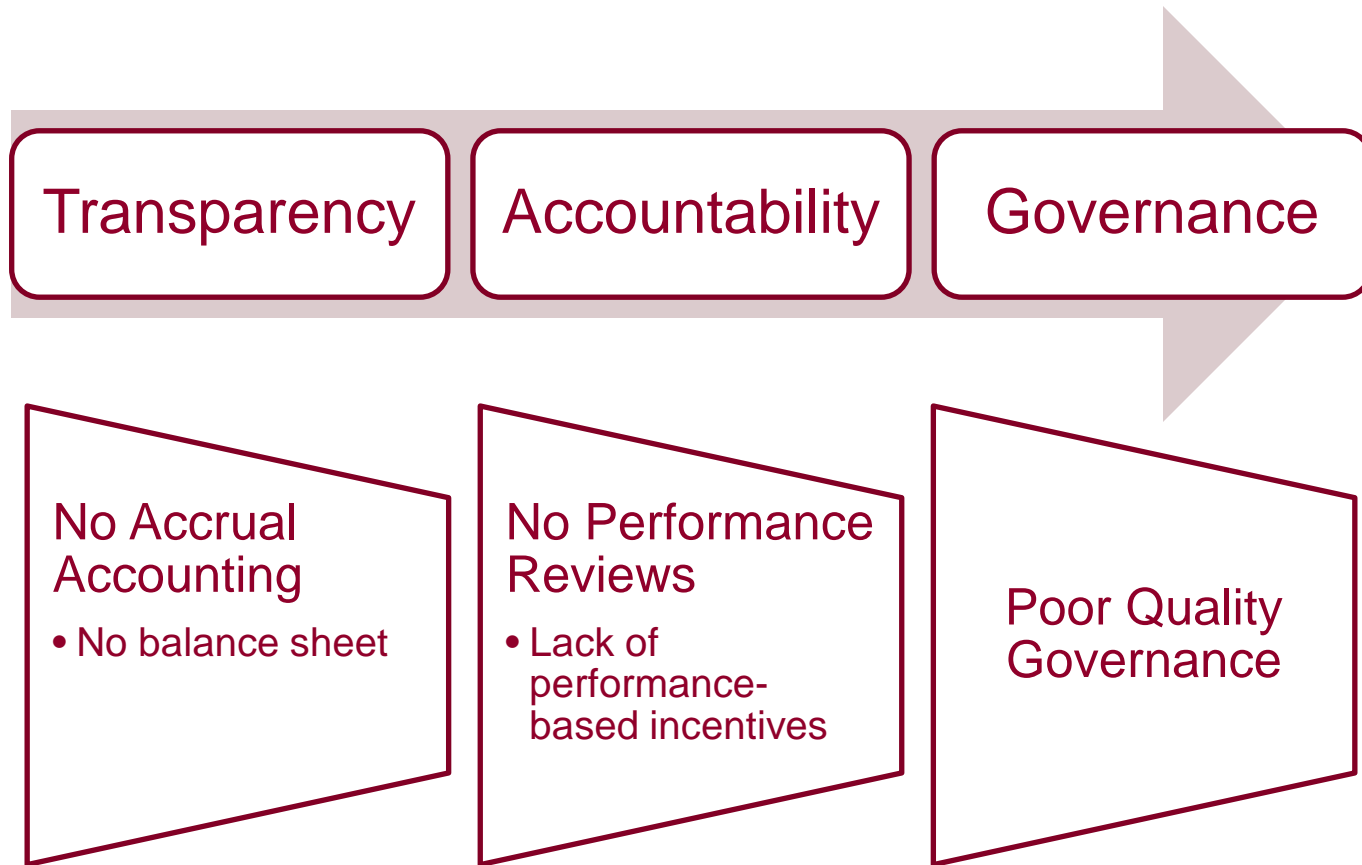 Transparency
Accountability
Governance
No Accrual
Accounting
• No balance sheet
No Performance
Reviews
• Lack of
performance-
based incentives
Poor Quality
Governance